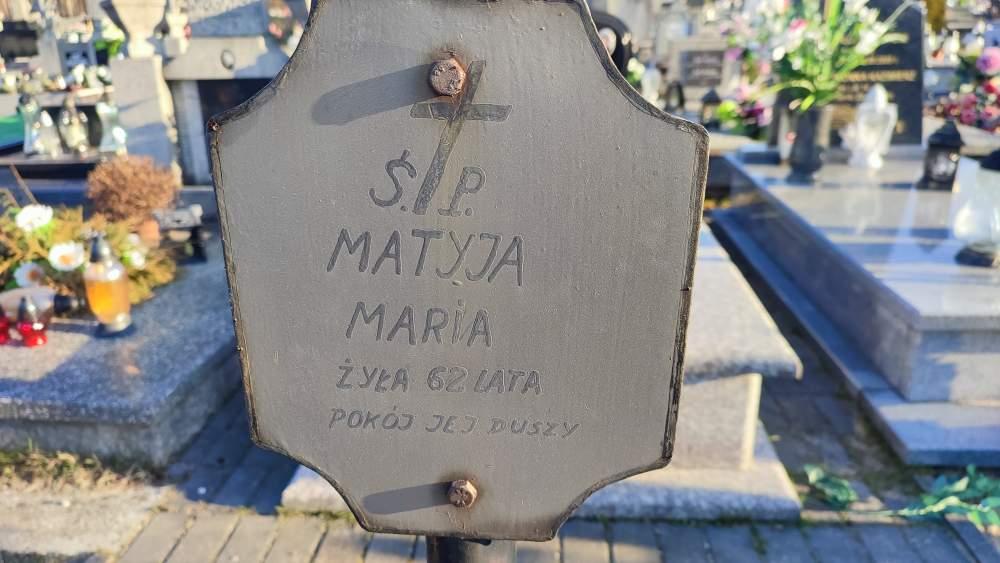 Ś.P.
MATYJA
MARIA
ŻYŁA 62 LATA
POKÓJ JEJ DUSZY